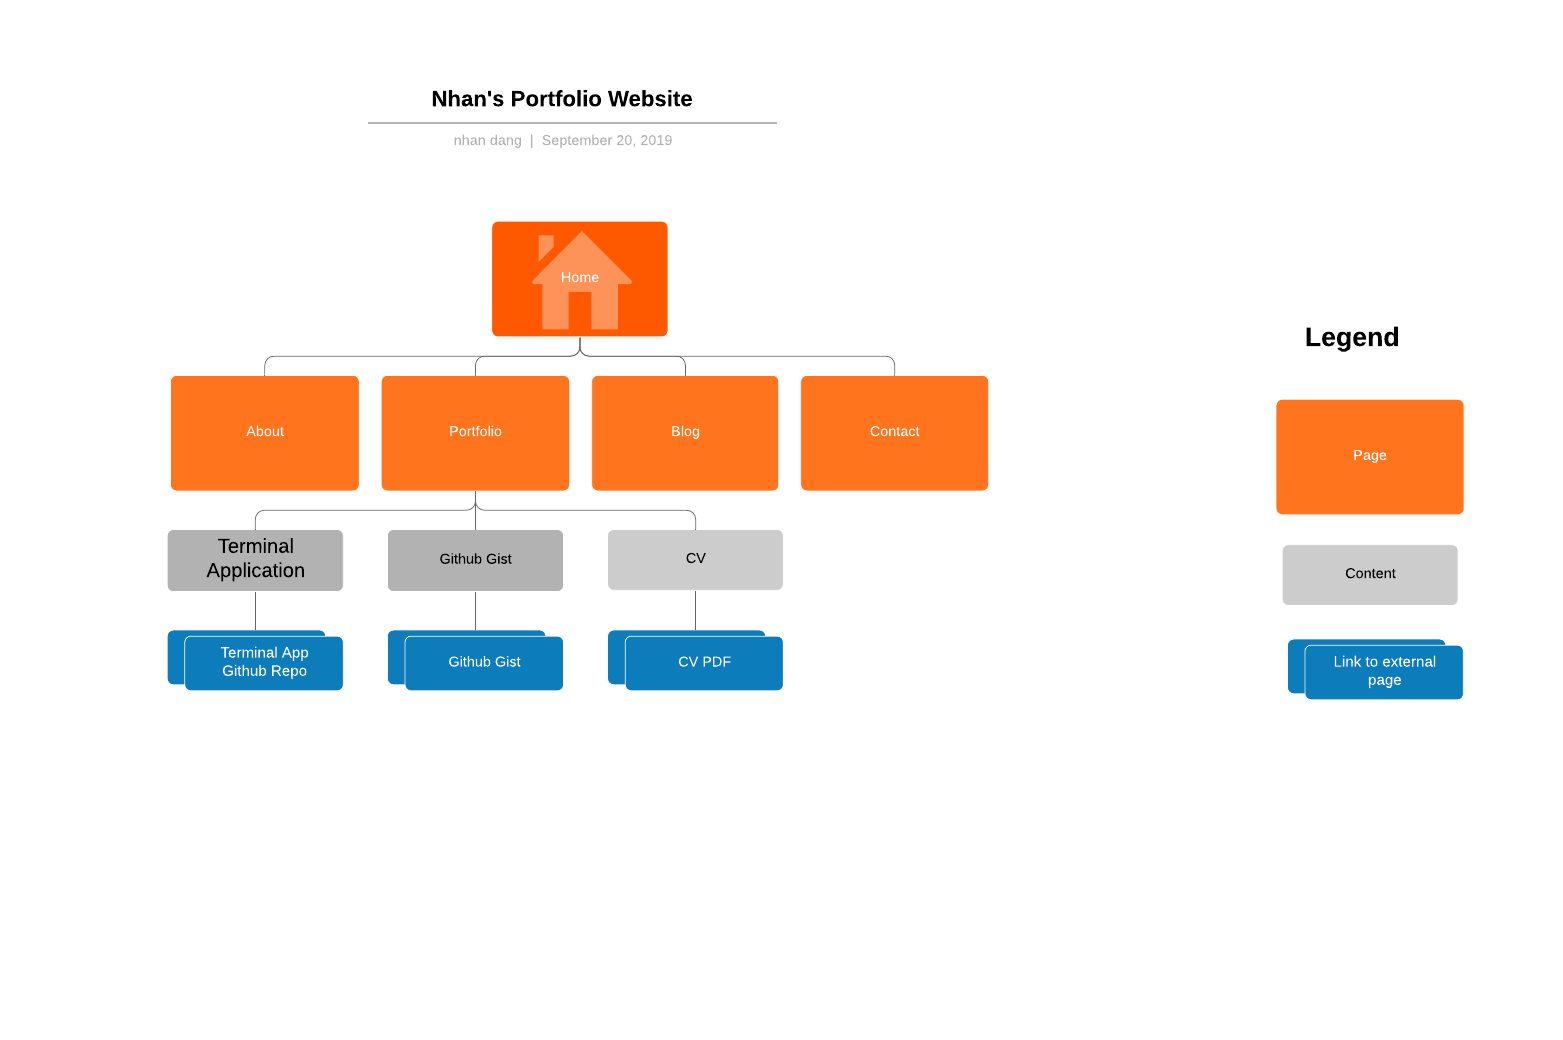 Nhan's Portfolio Website
nhan dang | September 20, 2019
Home
About
Portfolio
Blog
Contact
Terminal
Application
Github Gist
CV
Terminal App
Github Repo
Github Gist
CV PDF
Legend
Page
Content
Link to external
page